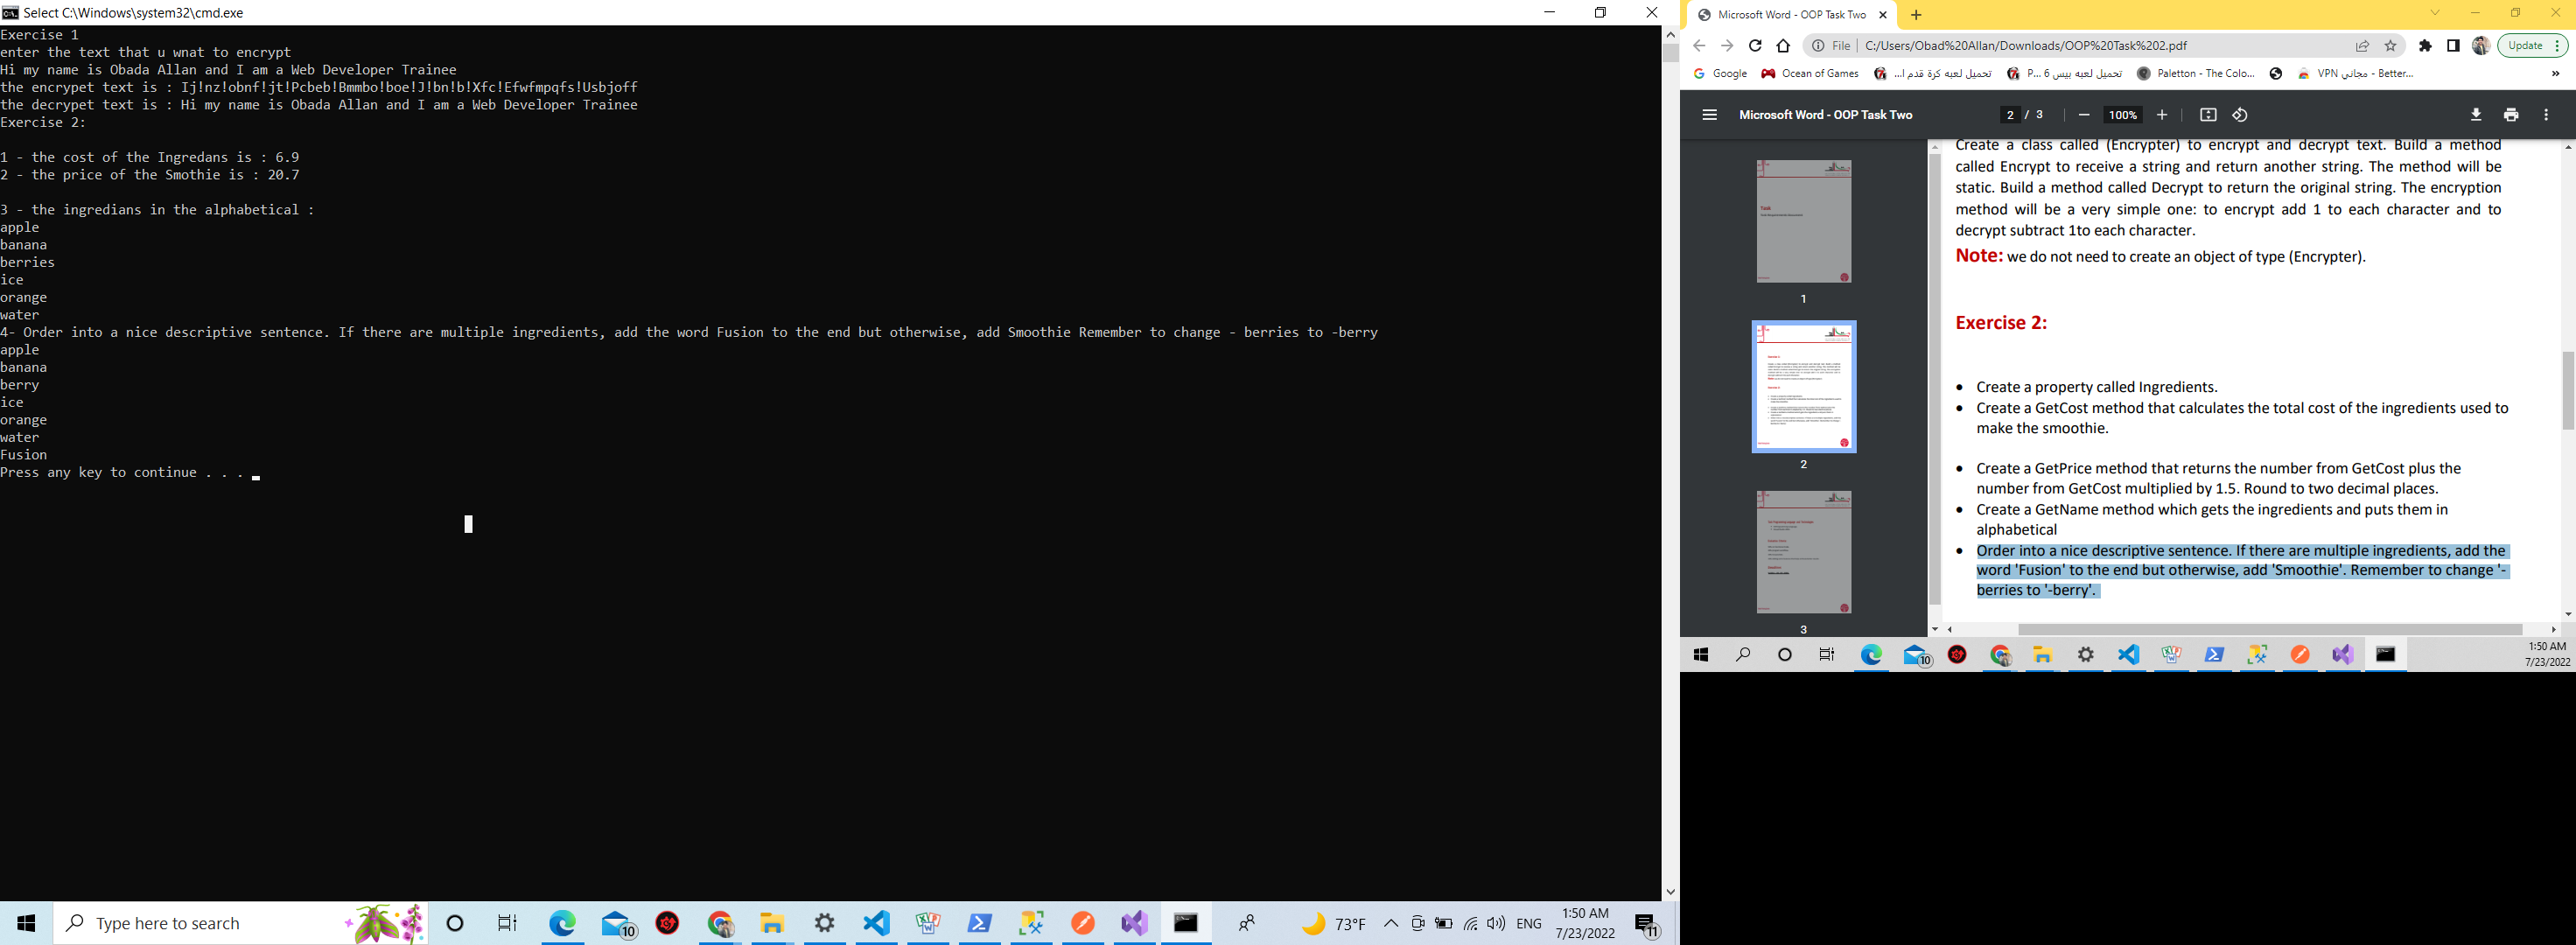 Select C:\Windows\system32\cmd.exe
Exercise 1
enter the text that u wnat to encrypt
Hi my name is Obada Allan and I am a Web Developer Trainee
the encrypet text is : Ij!nz!obnf!jt!Pcbeb!Bmmbo!boe!J!bn!b!Xfc!Efwfmpqfs!Usbjoff
the decrypet text is : Hi my name is Obada Allan and I am a Web Developer Trainee
Exercise 2:
1 - the cost of the Ingredans is : 6.9
2 - the price of the Smothie is : 20.7
3 - the ingredians in the alphabetical :
apple
banana
berries
ice
orange
water
4- Order into a nice descriptive sentence. If there are multiple ingredients, add the word Fusion to the end but otherwise, add Smoothie Remember to change - berries to -berry
apple
banana
berry
ice
orange
water
Fusion
Press any key to continue . . .
Type here to search
10
73°F
ENG
1:50 AM
7/23/2022
11
Microsoft Word - OOP Task Two
File
C:/Users/Obad%20Allan/Downloads/OOP%20Task%202.pdf
Update
Google
Ocean of Games
تحميل لعبه كرة قدم ا...
تحميل لعبه بيس 6 P...
Paletton - The Colo...
VPN مجاني - Better...
»
Microsoft Word - OOP Task Two
2 / 3
100%
Task
1
2
3
Create a class called (Encrypter) to encrypt and decrypt text. Build a method
called Encrypt to receive a string and return another string. The method will be
static. Build a method called Decrypt to return the original string. The encryption
method will be a very simple one: to encrypt add 1 to each character and to
decrypt subtract 1to each character.
Note: we do not need to create an object of type (Encrypter).
Exercise 2:
• Create a property called Ingredients.
• Create a GetCost method that calculates the total cost of the ingredients used to
make the smoothie.
• Create a GetPrice method that returns the number from GetCost plus the
number from GetCost multiplied by 1.5. Round to two decimal places.
• Create a GetName method which gets the ingredients and puts them in
alphabetical
• Order into a nice descriptive sentence. If there are multiple ingredients, add the
word 'Fusion' to the end but otherwise, add 'Smoothie'. Remember to change '-
berries to '-berry'.
10
1:50 AM
7/23/2022